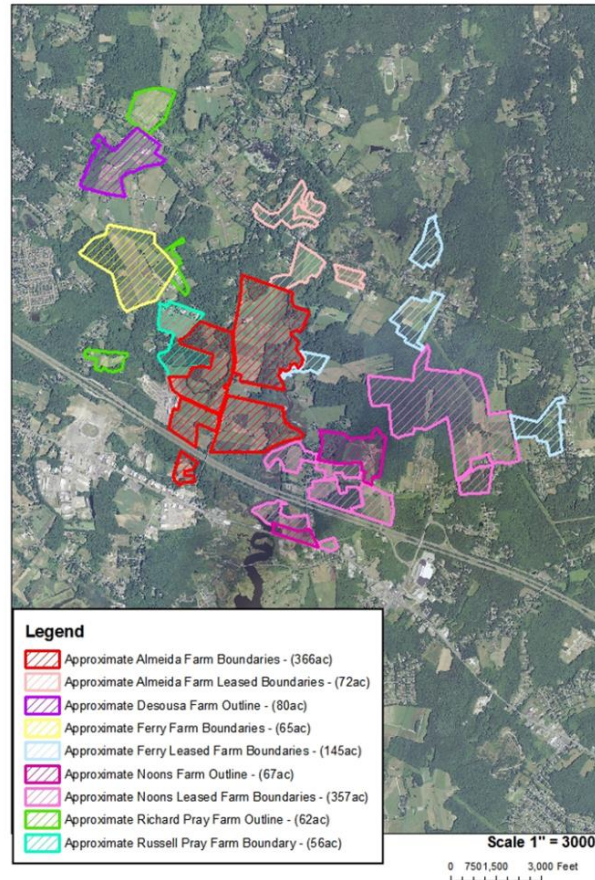 Legend
Approximate Almeida Farm Boundaries - (366ac)
Approximate Almeida Farm Leased Boundaries - (72ac)
Approximate Desousa Farm Outline - (80ac)
Approximate Ferry Farm Boundaries - (65ac)
Approximate Ferry Leased Farm Boundaries - (145ac)
Approximate Noons Farm Outline - (67ac)
Approximate Noons Leased Farm Boundaries - (357ac)
Approximate Richard Pray Farm Outline - (62ac)
Approximate Russell Pray Farm Boundary - (56ac)
Scale 1" = 3000
0 750 1,500 3,000 Feet